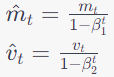 m̂_t = m_t / (1−β_1^t)
v̂_t = v_t / (1−β_2^t)